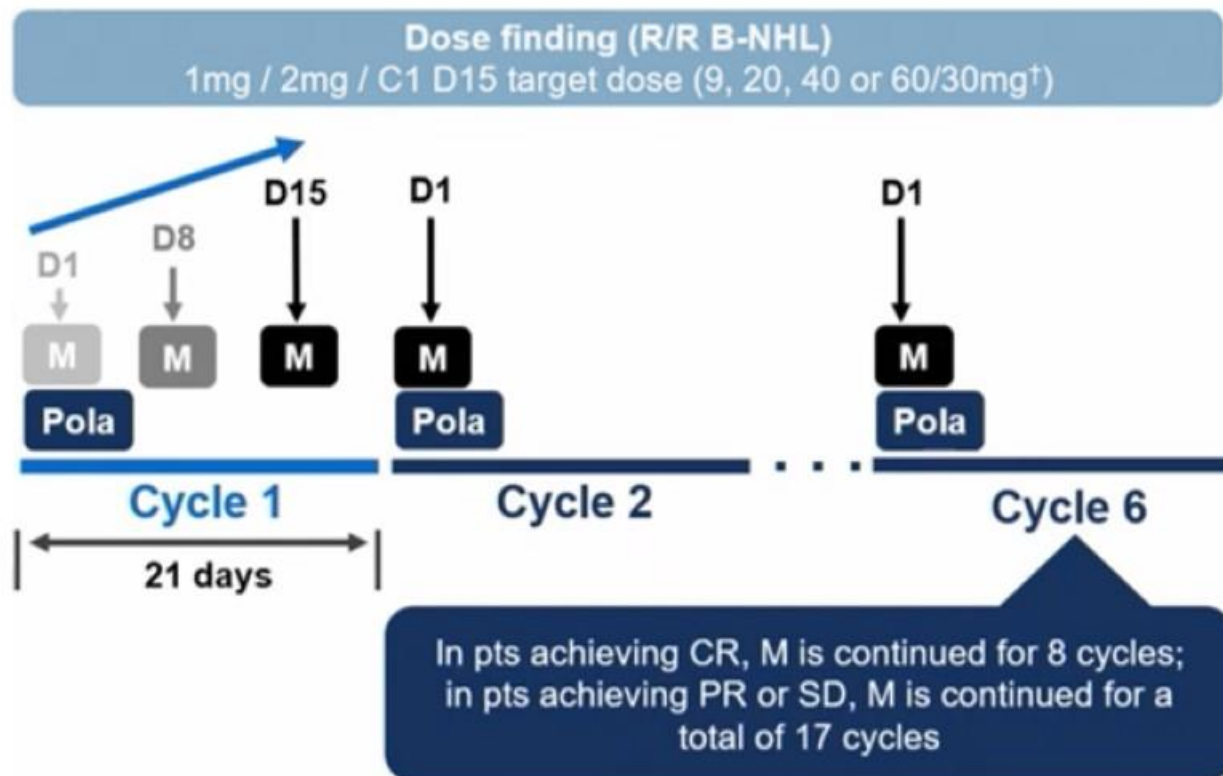 Dose finding (R/R B-NHL)
1mg / 2mg / C1 D15 target dose (9, 20, 40 or 60/30mg†)
D1
D8
D15
D1
D1
M
M
M
M
M
Pola
Pola
Pola
. . .
Cycle 1
Cycle 2
Cycle 6
21 days
In pts achieving CR, M is continued for 8 cycles;
in pts achieving PR or SD, M is continued for a
total of 17 cycles